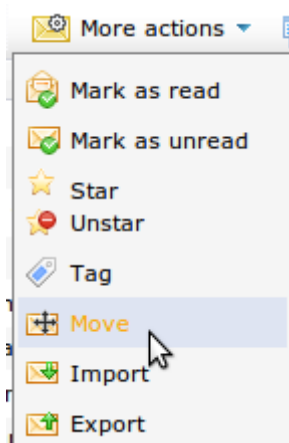 More actions
Mark as read
Mark as unread
Star
Unstar
Tag
Move
Import
Export